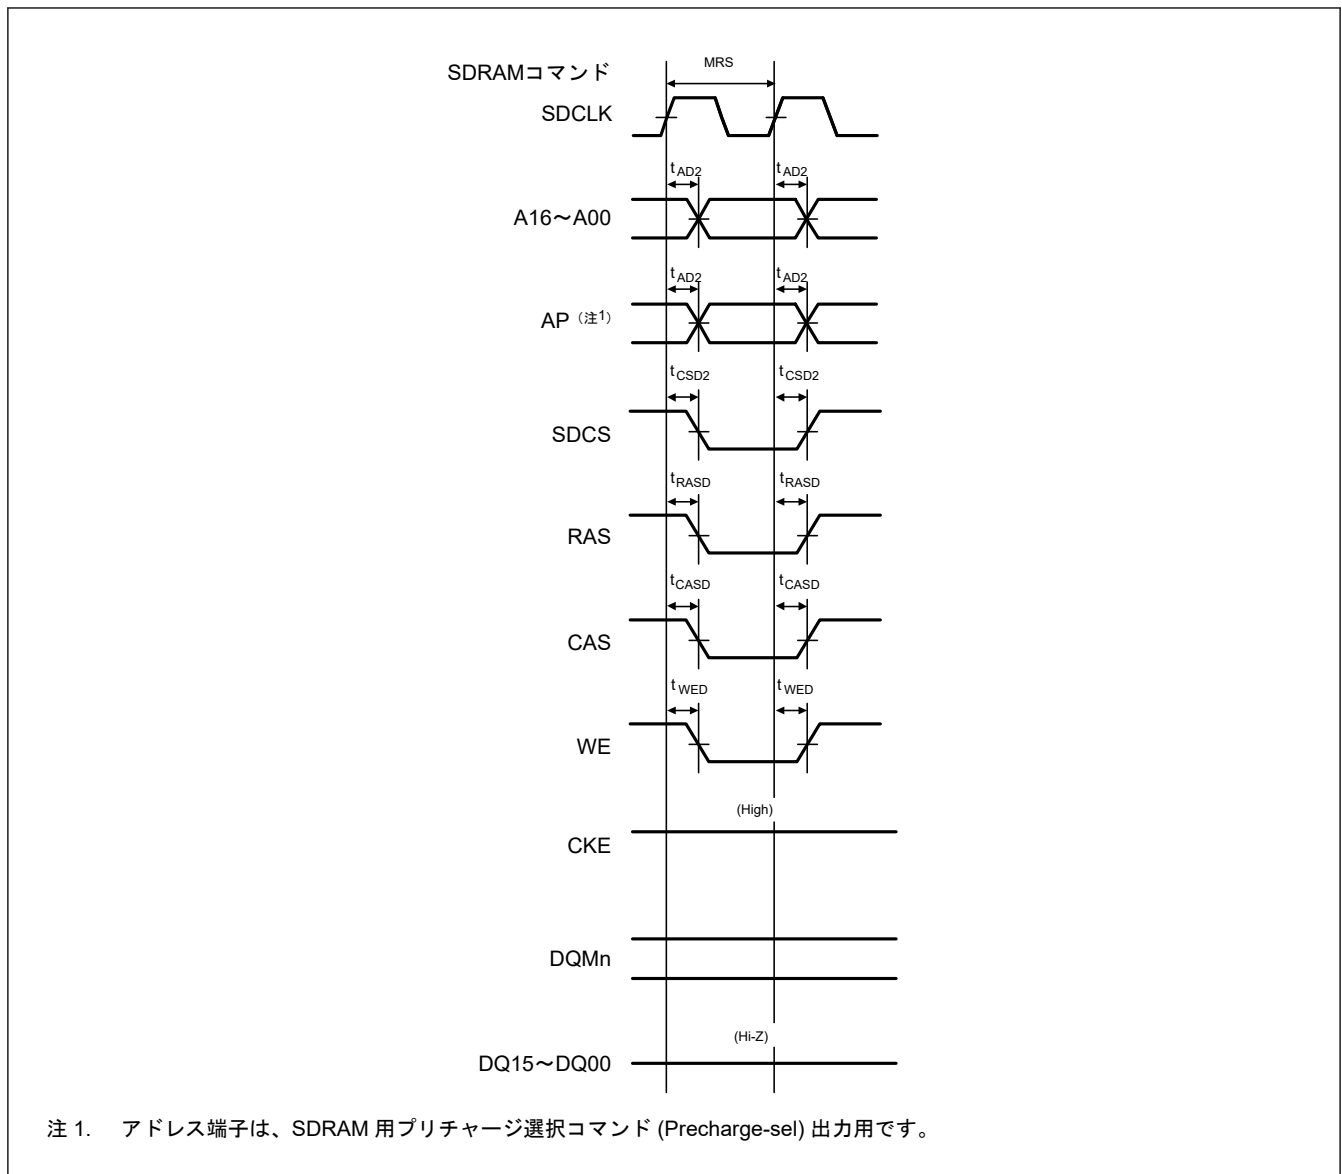 SDRAMコマンド
MRS
SDCLK
tAD2 tAD2
A16～A00
tAD2 tAD2
AP（注1）
tCSD2 tCSD2
SDCS
tRASD tRASD
RAS
tCASD tCASD
CAS
tWED tWED
WE
(High)
CKE
DQMn
(Hi-Z)
DQ15～DQ00
注 1. アドレス端子は、SDRAM 用プリチャージ選択コマンド (Precharge-sel) 出力用です。